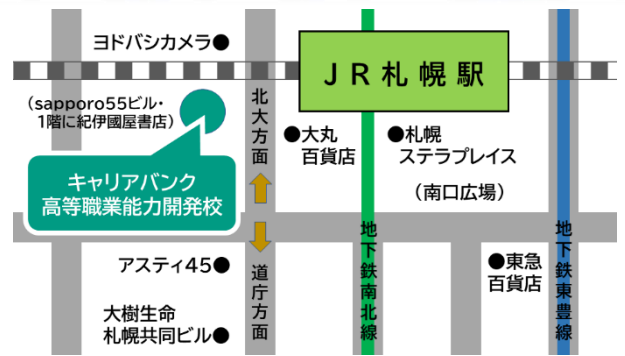 ヨドバシカメラ●
JR札幌駅
(sapporo55ビル・
1階に紀伊國屋書店)
北大方面
●大丸
百貨店
●札幌
ステラプレイス
(南口広場)
キャリアバンク
高等職業能力開発校
アスティ45●
道庁方面
地下鉄南北線
●東急
百貨店
地下鉄東豊線
大樹生命
札幌共同ビル●